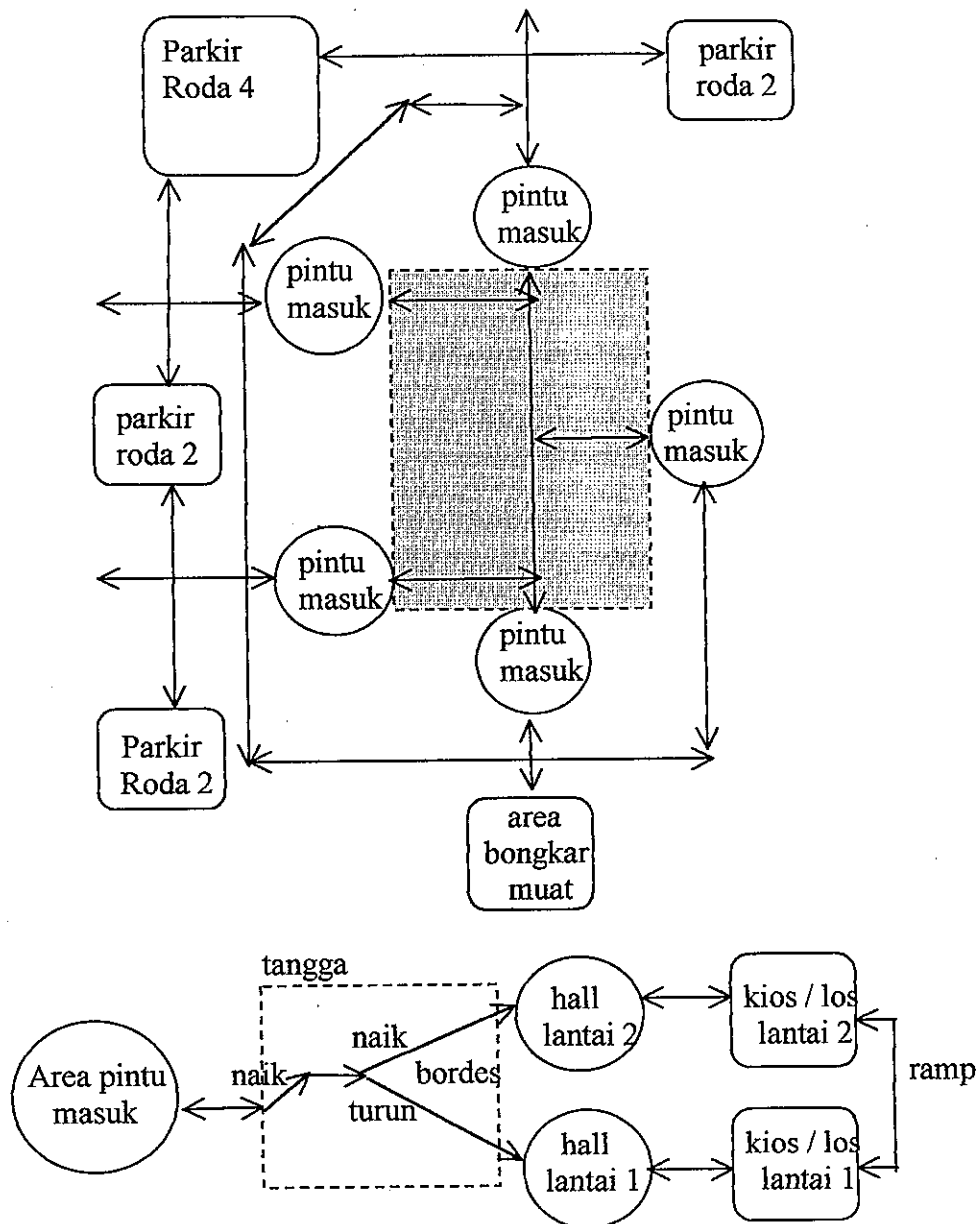 Parkir
Roda 4
parkir
roda 2
pintu
masuk
pintu
masuk
parkir
roda 2
pintu
masuk
pintu
masuk
pintu
masuk
Parkir
Roda 2
area
bongkar
muat
tangga
Area pintu
masuk
naik
naik
bordes
turun
hall
lantai 2
kios / los
lantai 2
ramp
hall
lantai 1
kios / los
lantai 1